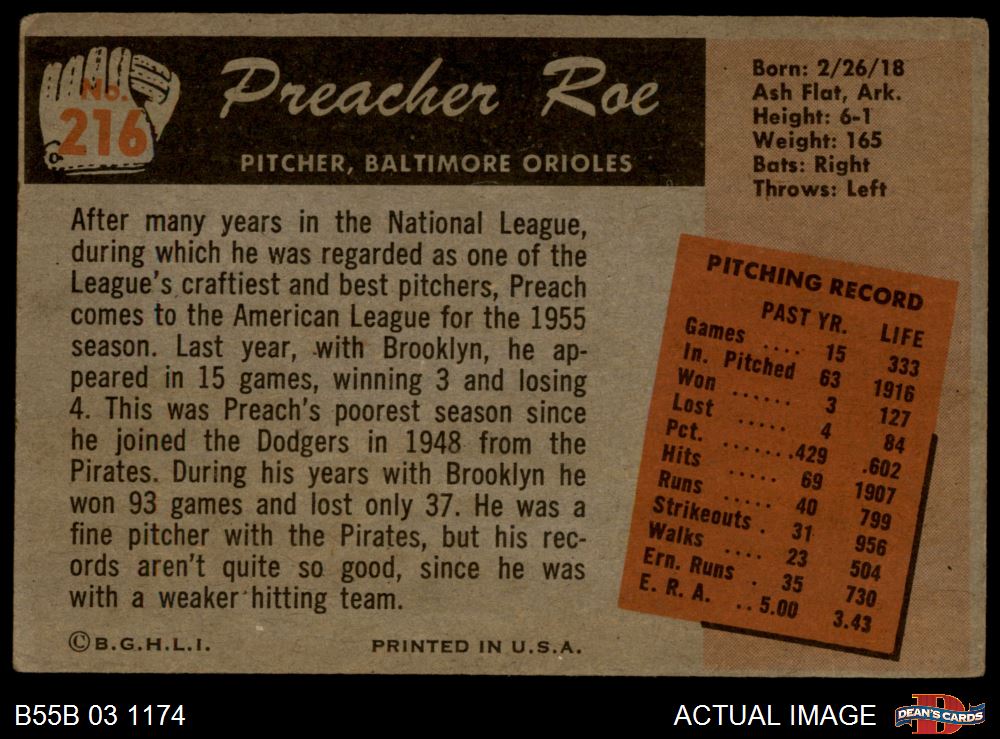 No.
216
Preacher Roe
PITCHER, BALTIMORE ORIOLES
Born: 2/26/18
Ash Flat, Ark.
Height: 6-1
Weight: 165
Bats: Right
Throws: Left
After many years in the National League,
during which he was regarded as one of the
League's craftiest and best pitchers, Preach
comes to the American League for the 1955
season. Last year, with Brooklyn, he ap-
peared in 15 games, winning 3 and losing
4. This was Preach's poorest season since
he joined the Dodgers in 1948 from the
Pirates. During his years with Brooklyn he
won 93 games and lost only 37. He was a
fine pitcher with the Pirates, but his rec-
ords aren't quite so good, since he was
with a weaker hitting team.
©B.G.H.L.I. PRINTED IN U.S.A.
PITCHING RECORD
PAST YR. LIFE
Games .... 15 333
In. Pitched 63 1916
Won ...... 3 127
Lost ..... 4 84
Pct. .......429 .602
Hits ..... 69 1907
Runs ..... 40 799
Strikeouts . 31 956
Walks .... 23 504
Ern. Runs . 35 730
E. R. A. ..5.00 3.43
B55B 03 1174
ACTUAL IMAGE
D
DEAN'S CARDS